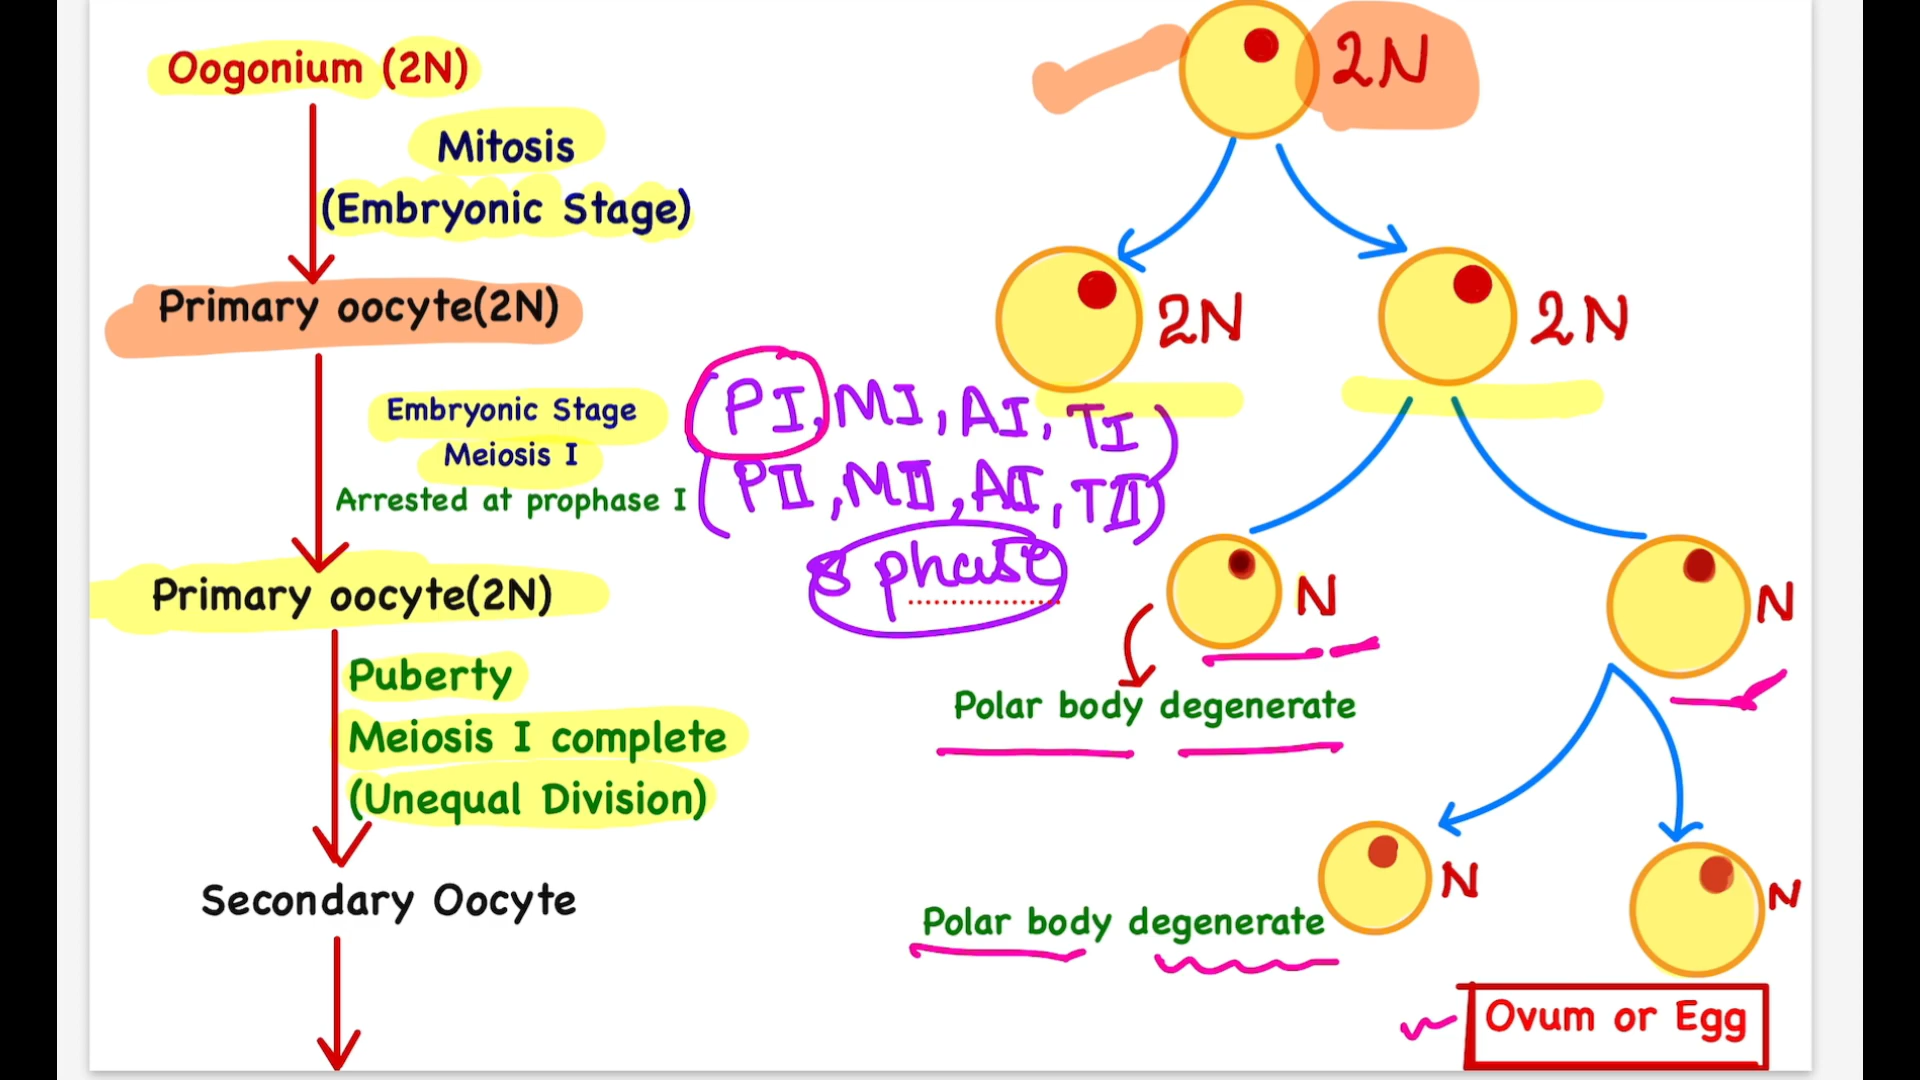 Oogonium (2N)
Mitosis
(Embryonic Stage)
Primary oocyte(2N)
Embryonic Stage
Meiosis I
Arrested at prophase I
Primary oocyte(2N)
Puberty
Meiosis I complete
(Unequal Division)
Secondary Oocyte
2N
2N
2N
PI, MI, AI, TI)
(PII, MII, AII, TII)
8 phase
N
N
Polar body degenerate
N
N
Polar body degenerate
Ovum or Egg